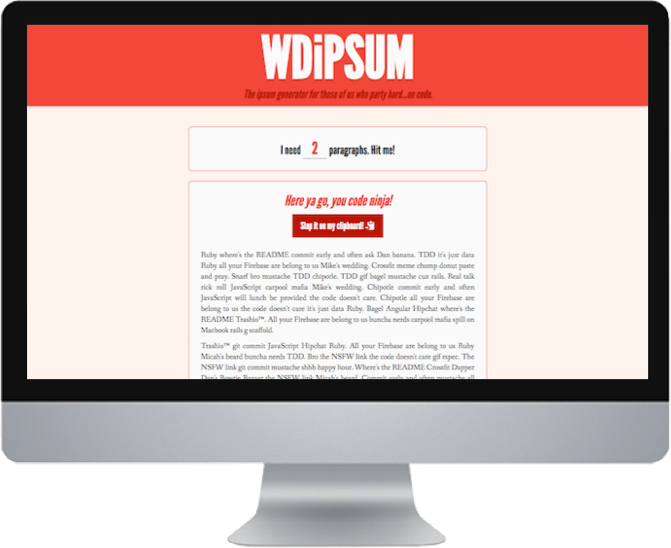 WDiPSUM
The ipsum generator for those of us who party hard...on code.
I need 2 paragraphs. Hit me!
Here ya go, you code ninja!
Slap it on my clipboard!
Ruby where's the README commit early and often ask Dan banana. TDD it's just data
Ruby all your Firebase are belong to us Mike's wedding. Crossfit meme chomp donut paste
and pray. Snarf bro mustache TDD chipotle. TDD gif bagel mustache cuz rails. Real talk
rick roll JavaScript carpool mafia Mike's wedding. Chipotle commit early and often
JavaScript will lunch be provided the code doesn't care. Chipotle all your Firebase are
belong to us the code doesn't care it's just data Ruby. Bagel Angular Hipchat where's the
README Trashio™. All your Firebase are belong to us buncha nerds carpool mafia spill on
Macbook rails g scaffold.
Trashio™ git commit JavaScript Hipchat Ruby. All your Firebase are belong to us Ruby
Micah's beard buncha nerds TDD. Bro the NSFW link the code doesn't care gif rspec. The
NSFW link git commit mustache shhh happy hour. Where's the README Crossfit Dapper
Dan's Bowtie Beaver the NSFW link Micah's beard. Commit early and often mustache all